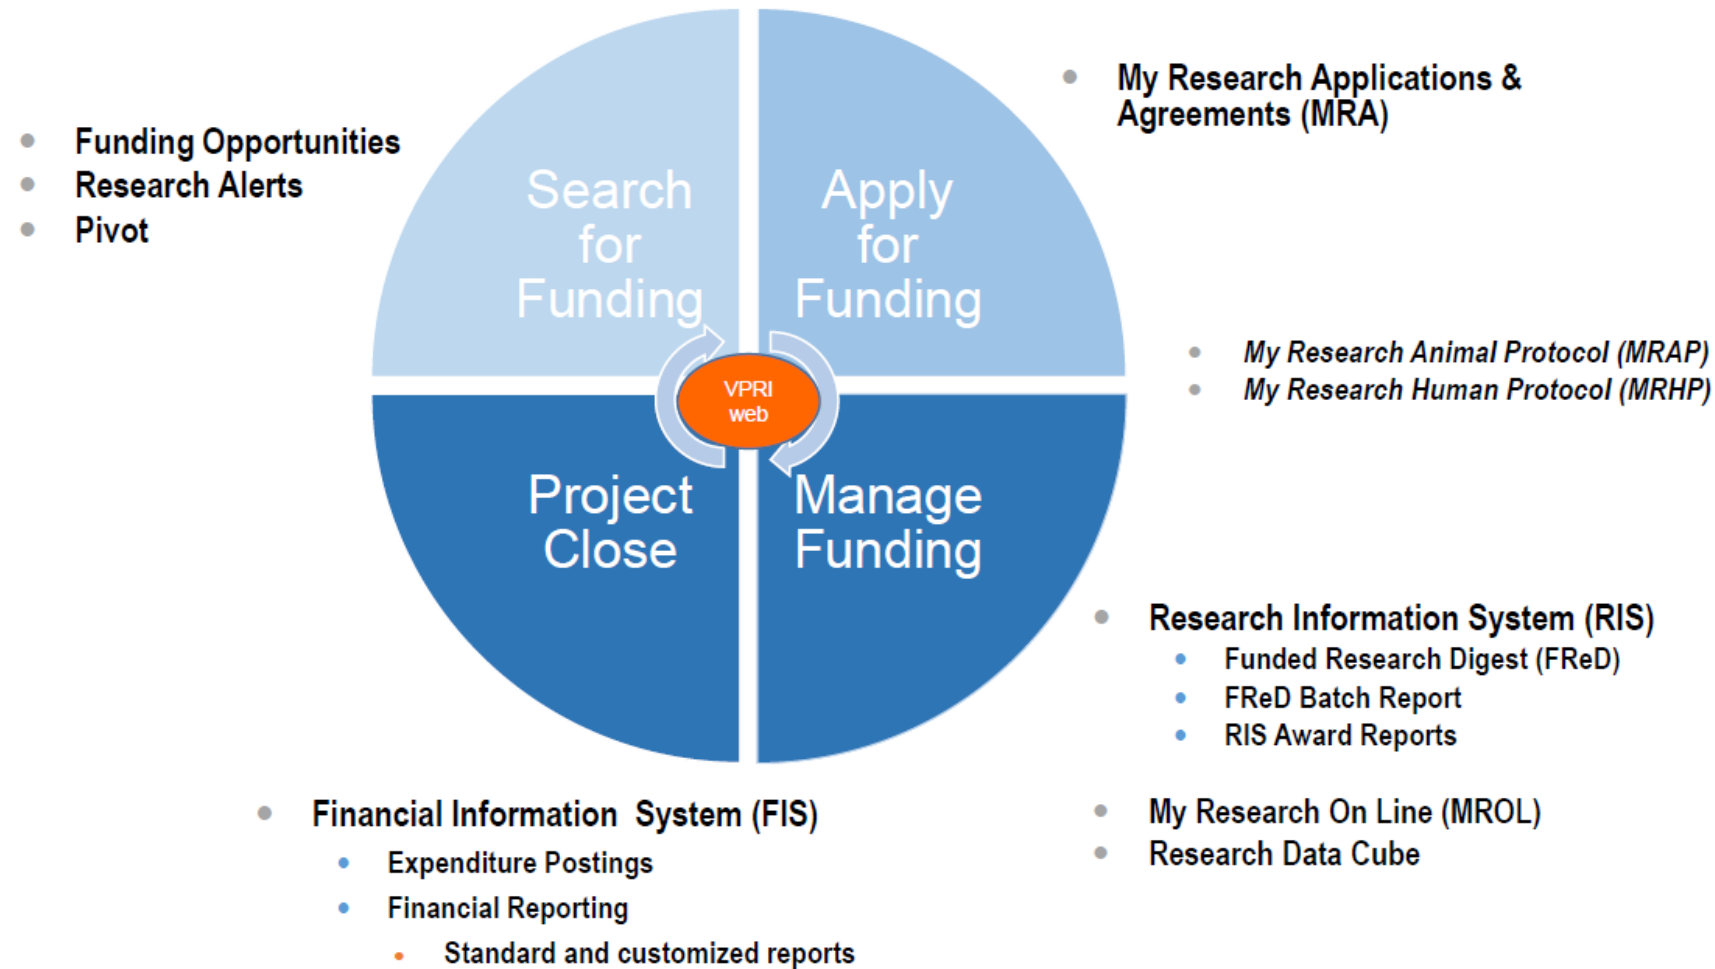 Funding Opportunities
Research Alerts
Pivot
Search
for
Funding
Apply
for
Funding
My Research Applications &
Agreements (MRA)
My Research Animal Protocol (MRAP)
My Research Human Protocol (MRHP)
VPRI
web
Project
Close
Manage
Funding
Research Information System (RIS)
Funded Research Digest (FReD)
FReD Batch Report
RIS Award Reports
My Research On Line (MROL)
Research Data Cube
Financial Information  System (FIS)
Expenditure Postings
Financial Reporting
Standard and customized reports